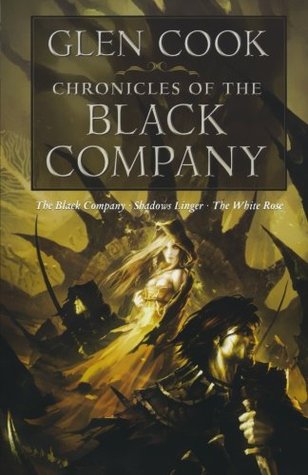 GLEN COOK
CHRONICLES OF THE
BLACK
COMPANY
The Black Company · Shadows Linger · The White Rose